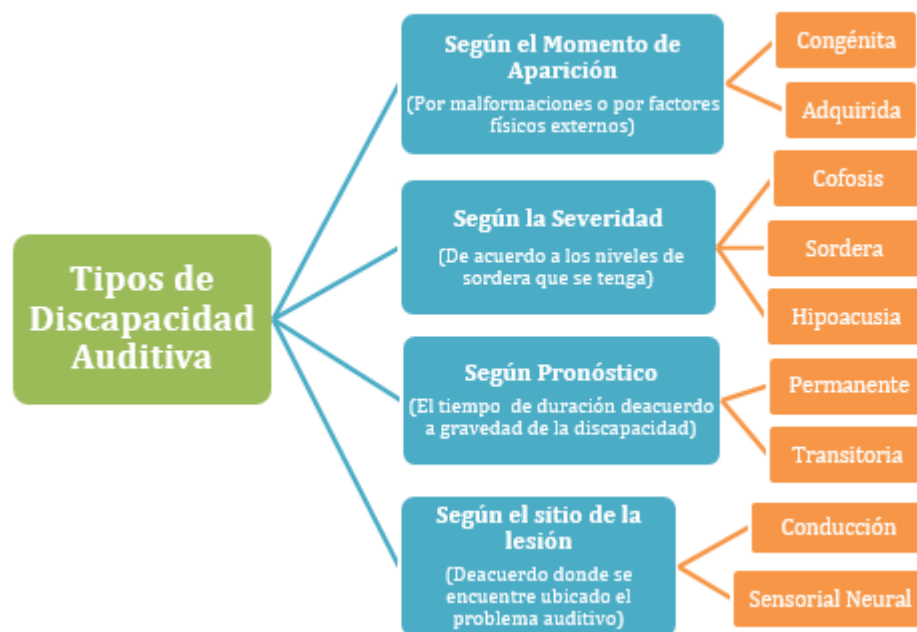 Tipos de
Discapacidad
Auditiva
Según el Momento de
Aparición
(Por malformaciones o por factores
físicos externos)
Congénita
Adquirida
Según la Severidad
(De acuerdo a los niveles de
sordera que se tenga)
Cofosis
Sordera
Hipoacusia
Según Pronóstico
(El tiempo de duración deacuerdo
a gravedad de la discapacidad)
Permanente
Transitoria
Según el sitio de la
lesión
(Deacuerdo donde se
encuentre ubicado el
problema auditivo)
Conducción
Sensorial Neural